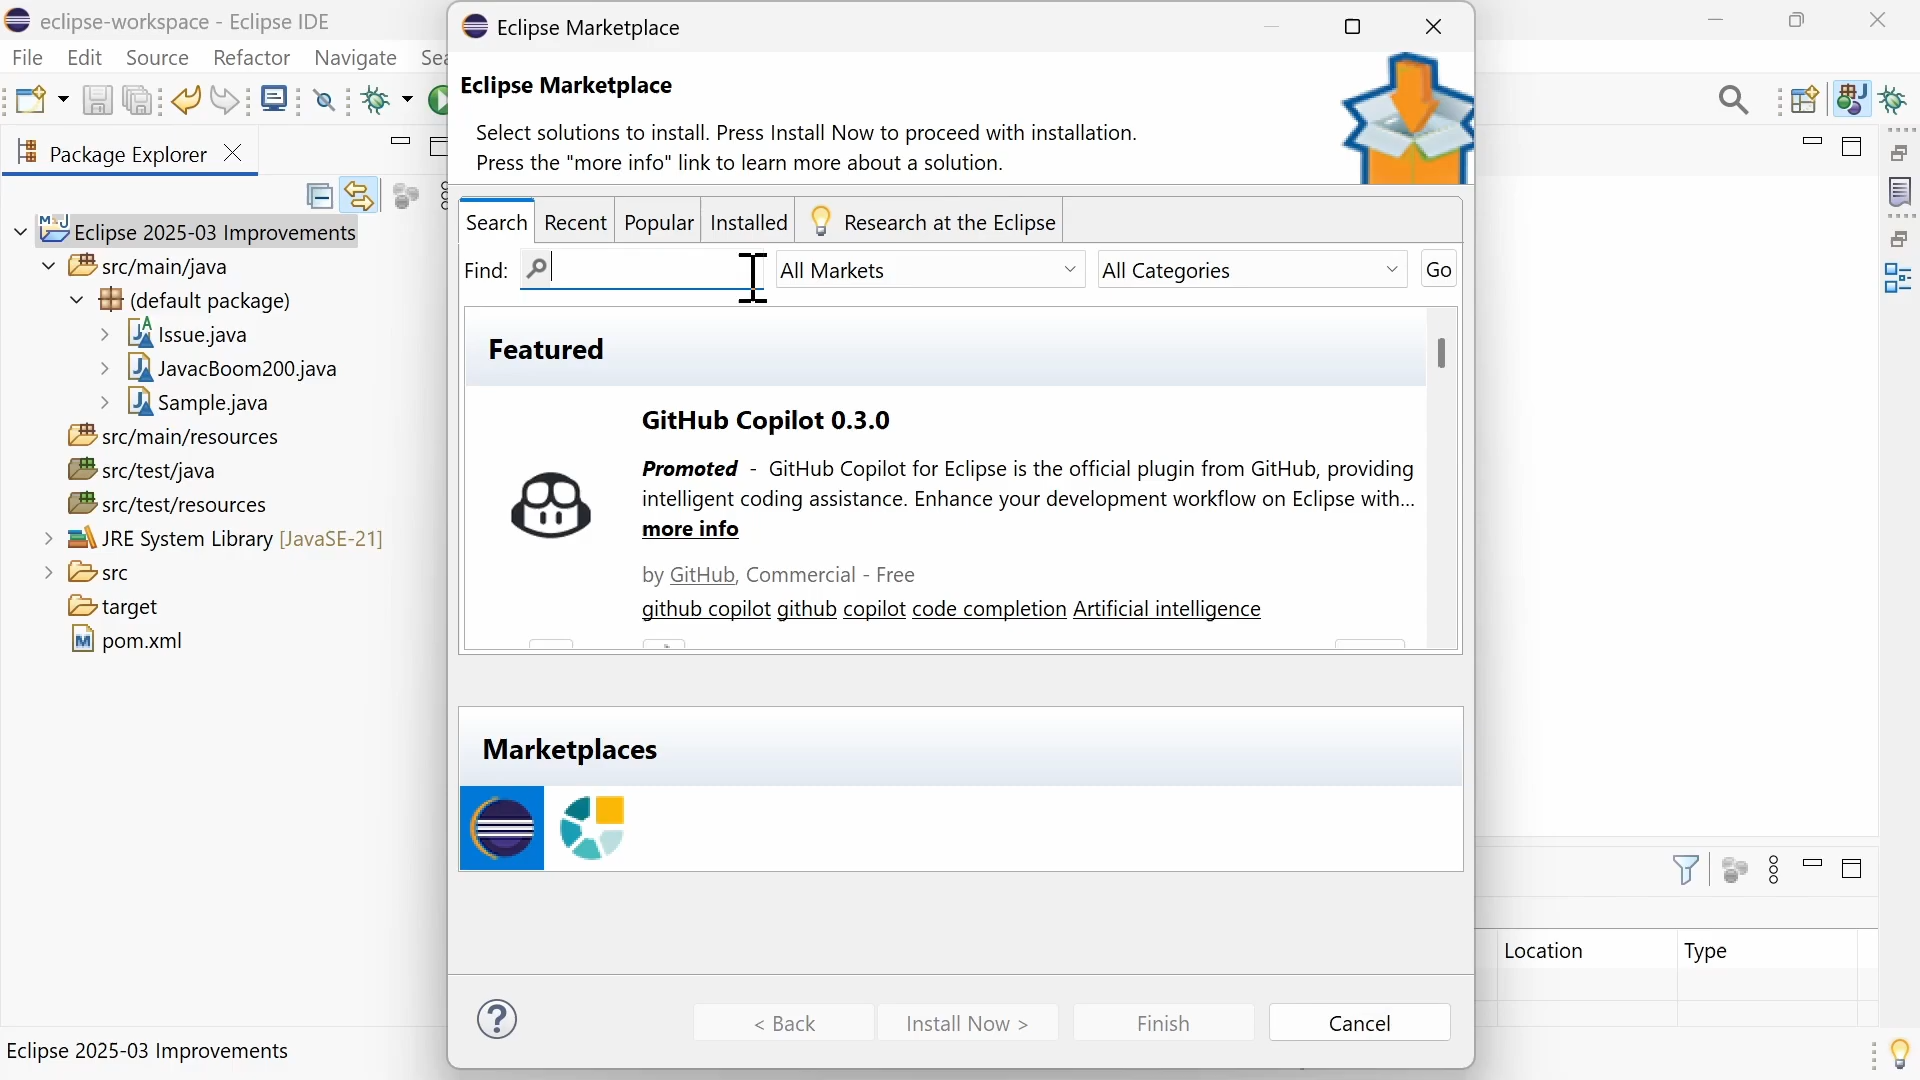 eclipse-workspace - Eclipse IDE
File Edit Source Refactor Navigate
Package Explorer
Eclipse 2025-03 Improvements
src/main/java
(default package)
Issue.java
JavacBoom200.java
Sample.java
src/main/resources
src/test/java
src/test/resources
JRE System Library [JavaSE-21]
src
target
pom.xml
Eclipse 2025-03 Improvements
Eclipse Marketplace
Eclipse Marketplace
Select solutions to install. Press Install Now to proceed with installation.
Press the "more info" link to learn more about a solution.
Search Recent Popular Installed Research at the Eclipse
Find: All Markets All Categories Go
Featured
GitHub Copilot 0.3.0
Promoted - GitHub Copilot for Eclipse is the official plugin from GitHub, providing
intelligent coding assistance. Enhance your development workflow on Eclipse with...
more info
by GitHub, Commercial - Free
github copilot github copilot code completion Artificial intelligence
Marketplaces
< Back Install Now > Finish Cancel
Location Type